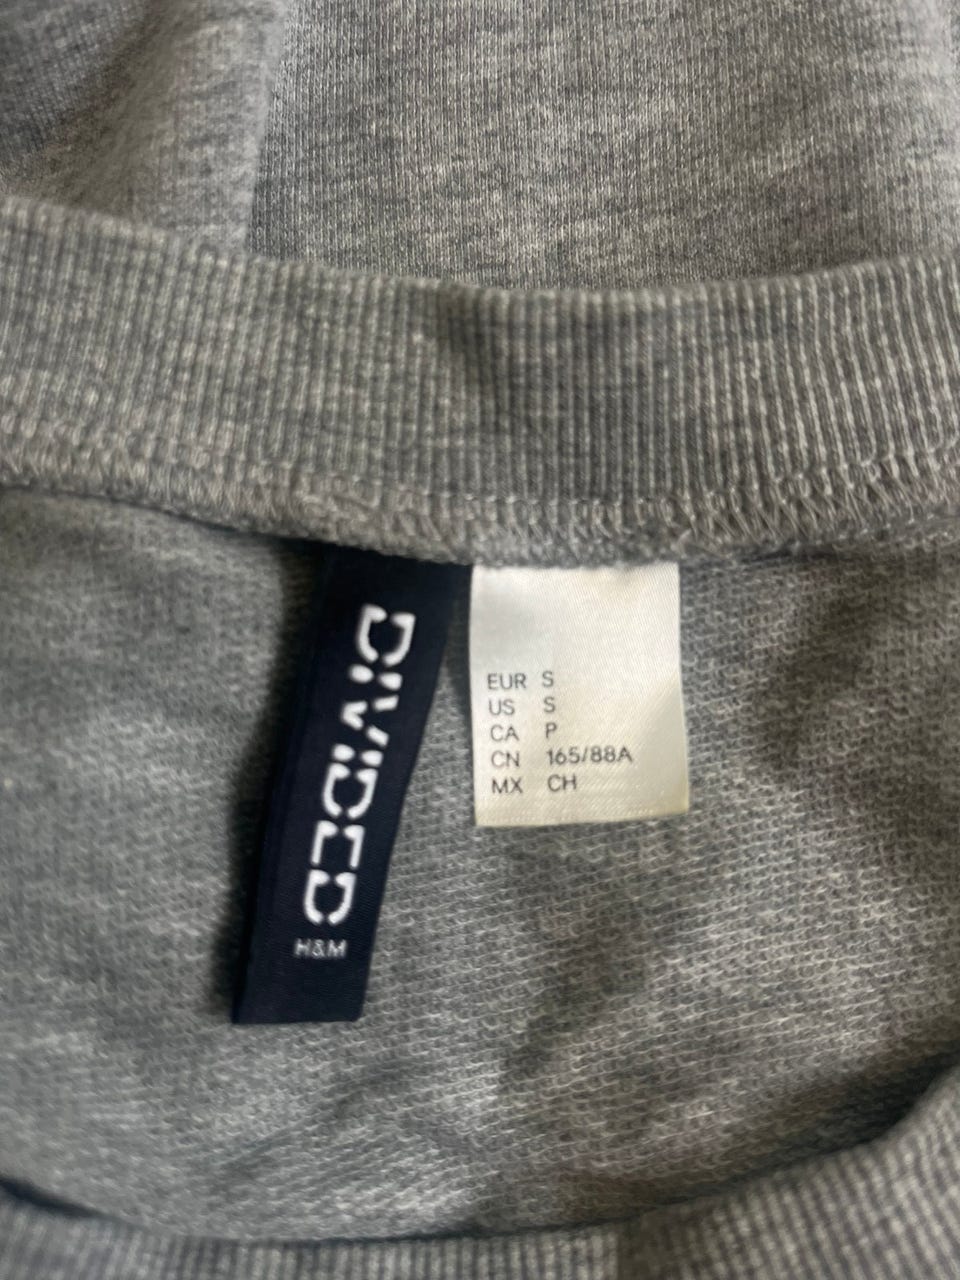 DIVIDED
H&M
EUR S
US S
CA P
CN 165/88A
MX CH